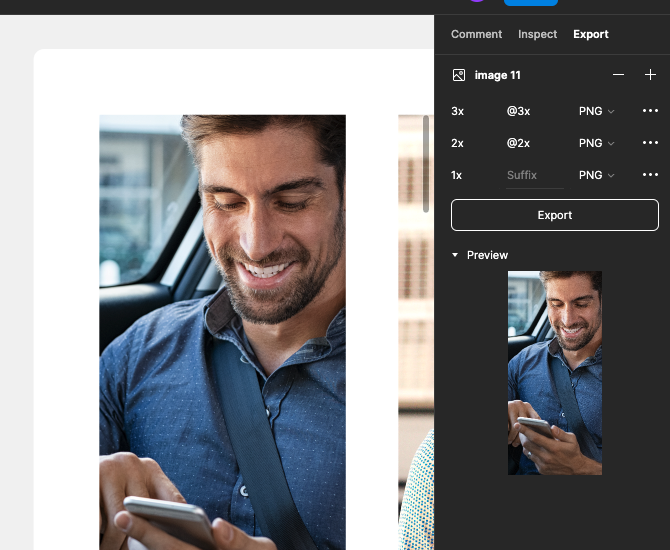 Comment Inspect Export
image 11
3x @3x PNG
2x @2x PNG
1x Suffix PNG
Export
Preview